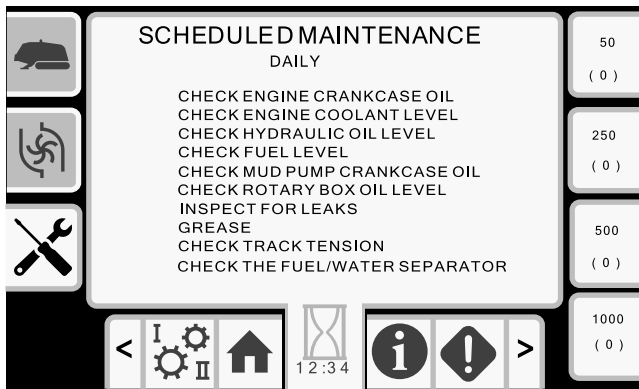 SCHEDULED MAINTENANCE
DAILY
CHECK ENGINE CRANKCASE OIL
CHECK ENGINE COOLANT LEVEL
CHECK HYDRAULIC OIL LEVEL
CHECK FUEL LEVEL
CHECK MUD PUMP CRANKCASE OIL
CHECK ROTARY BOX OIL LEVEL
INSPECT FOR LEAKS
GREASE
CHECK TRACK TENSION
CHECK THE FUEL/WATER SEPARATOR
50
(0)
250
(0)
500
(0)
1000
(0)
<
I
II
12:34
i
!
>